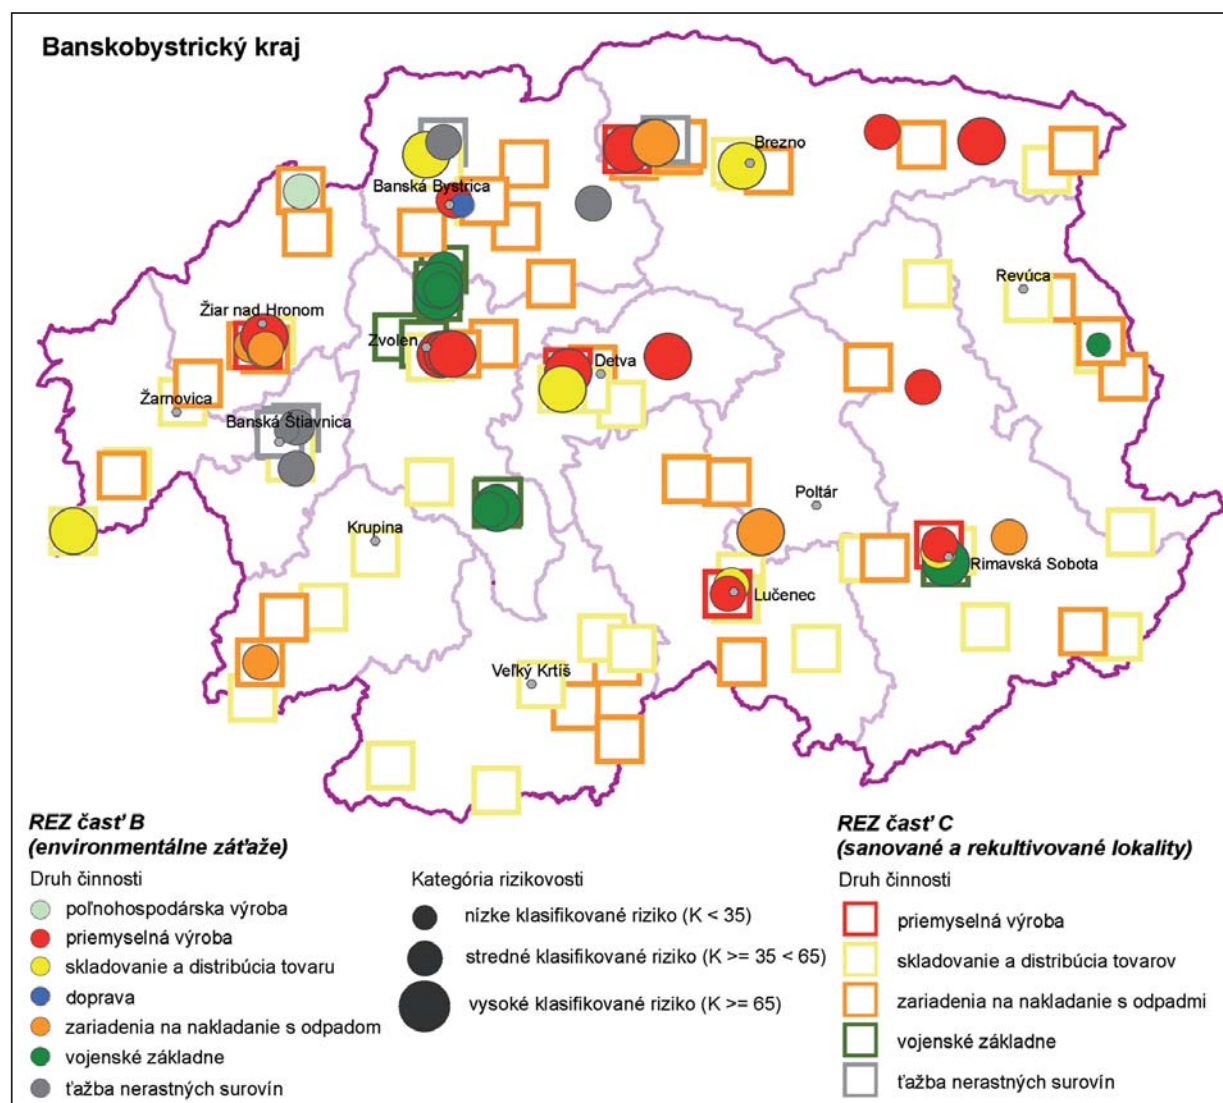 Banskobystrický kraj
Brezno
Banská Bystrica
Revúca
Žiar nad Hronom
Zvolen
Detva
Žarnovica
Banská Štiavnica
Poltár
Krupina
Rimavská Sobota
Lučenec
Veľký Krtíš
REZ časť B
(environmentálne záťaže)
Druh činnosti
poľnohospodárska výroba
priemyselná výroba
skladovanie a distribúcia tovaru
doprava
zariadenia na nakladanie s odpadom
vojenské základne
ťažba nerastných surovín
Kategória rizikovosti
nízke klasifikované riziko (K < 35)
stredné klasifikované riziko (K >= 35 < 65)
vysoké klasifikované riziko (K >= 65)
REZ časť C
(sanované a rekultivované lokality)
Druh činnosti
priemyselná výroba
skladovanie a distribúcia tovarov
zariadenia na nakladanie s odpadmi
vojenské základne
ťažba nerastných surovín